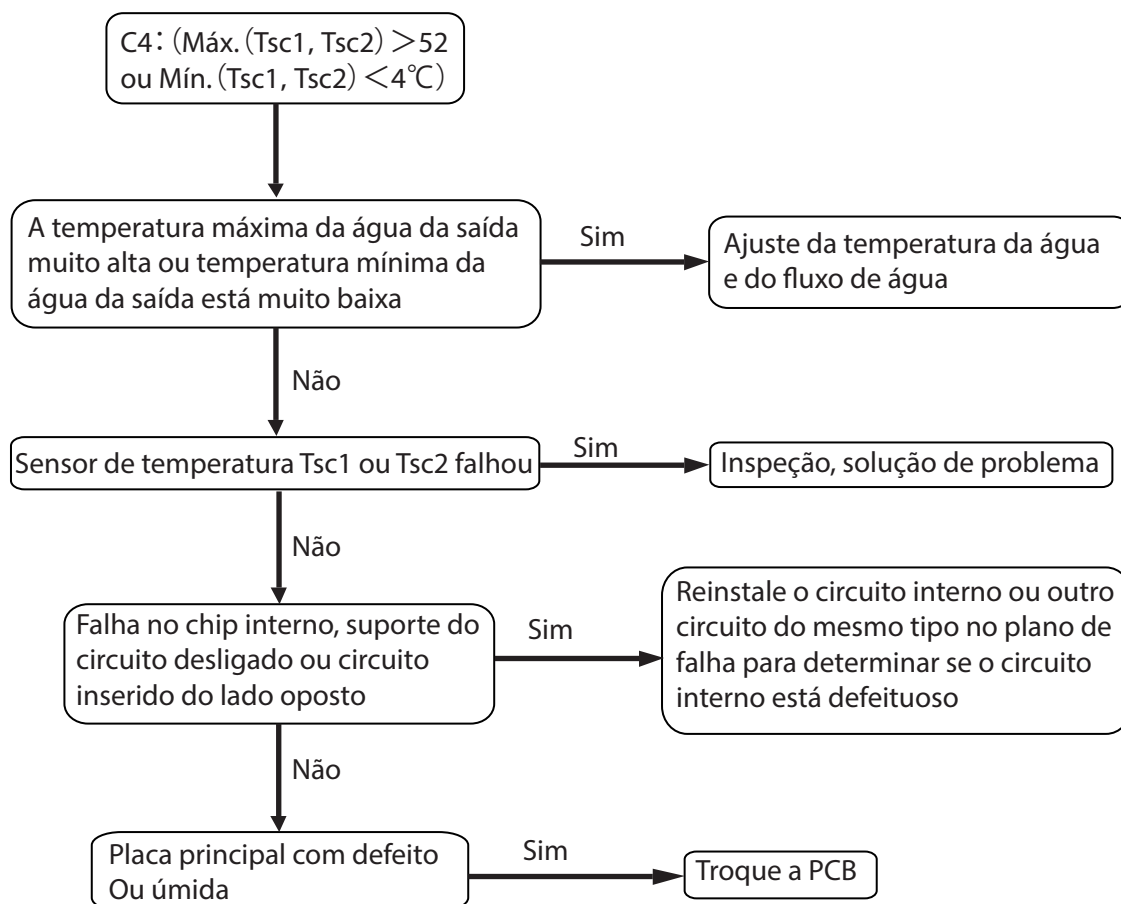 C4：(Máx.(Tsc1, Tsc2)＞52
ou Mín.(Tsc1, Tsc2)＜4℃)
A temperatura máxima da água da saída
muito alta ou temperatura mínima da
água da saída está muito baixa
Sim
Ajuste da temperatura da água
e do fluxo de água
Não
Sensor de temperatura Tsc1 ou Tsc2 falhou
Sim
Inspeção, solução de problema
Não
Falha no chip interno, suporte do
circuito desligado ou circuito
inserido do lado oposto
Sim
Reinstale o circuito interno ou outro
circuito do mesmo tipo no plano de
falha para determinar se o circuito
interno está defeituoso
Não
Placa principal com defeito
Ou úmida
Sim
Troque a PCB